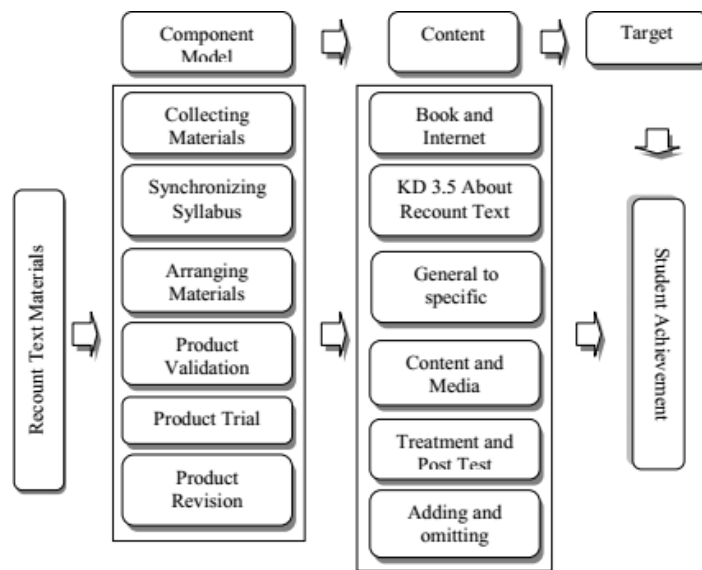 Component
Model
Content
Target
Recount Text Materials
Collecting
Materials
Synchronizing
Syllabus
Arranging
Materials
Product
Validation
Product Trial
Product
Revision
Book and
Internet
KD 3.5 About
Recount Text
General to
specific
Content and
Media
Treatment and
Post Test
Adding and
omitting
Student Achievement